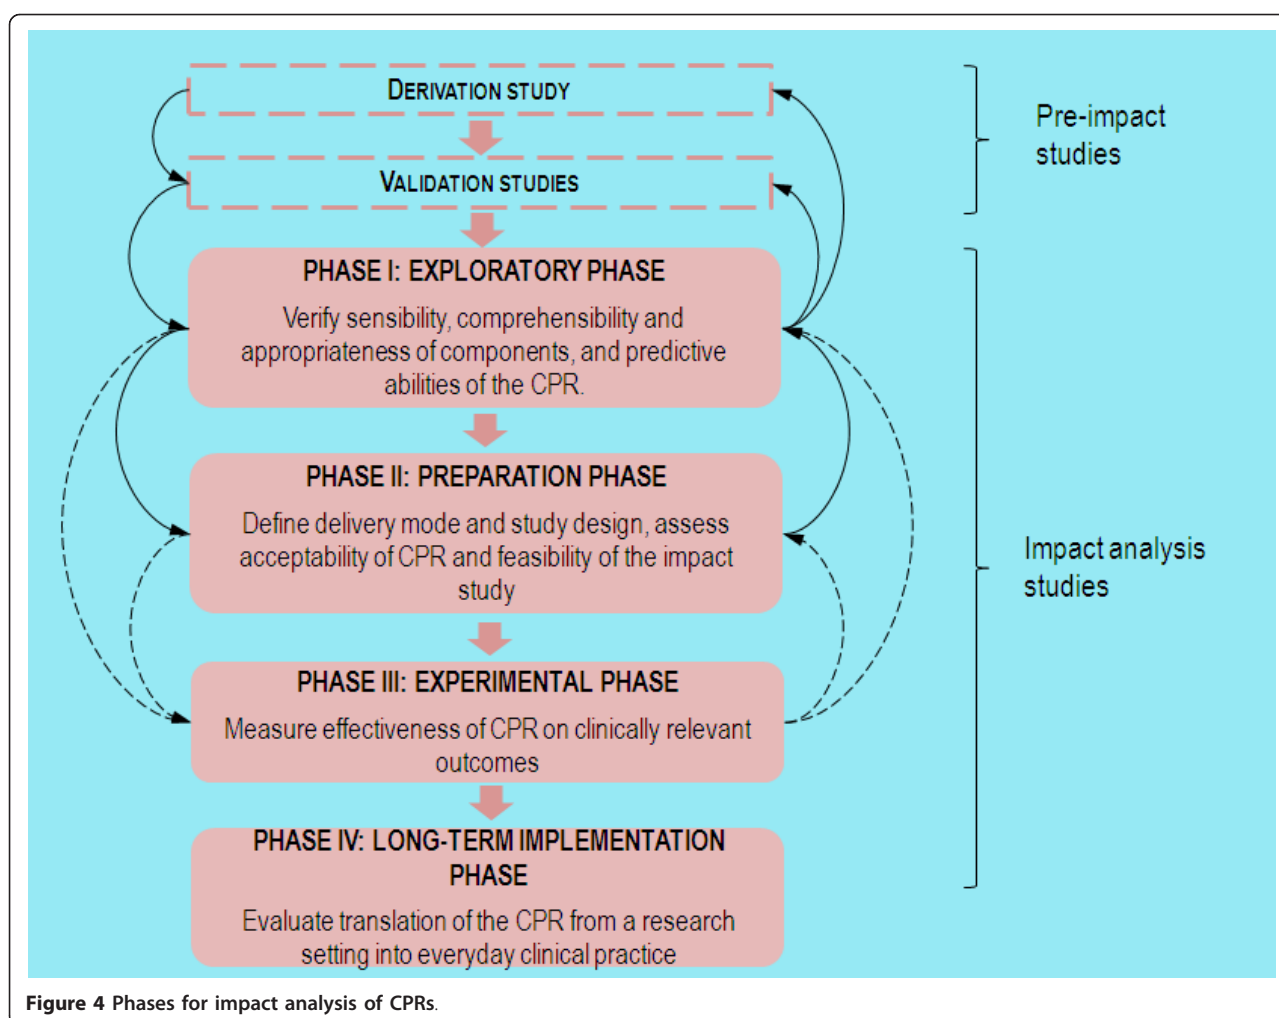 DERIVATION STUDY
VALIDATION STUDIES
Pre-impact
studies
PHASE I: EXPLORATORY PHASE
Verify sensibility, comprehensibility and
appropriateness of components, and predictive
abilities of the CPR.
PHASE II: PREPARATION PHASE
Define delivery mode and study design, assess
acceptability of CPR and feasibility of the impact
study
Impact analysis
studies
PHASE III: EXPERIMENTAL PHASE
Measure effectiveness of CPR on clinically relevant
outcomes
PHASE IV: LONG-TERM IMPLEMENTATION
PHASE
Evaluate translation of the CPR from a research
setting into everyday clinical practice
Figure 4 Phases for impact analysis of CPRs.